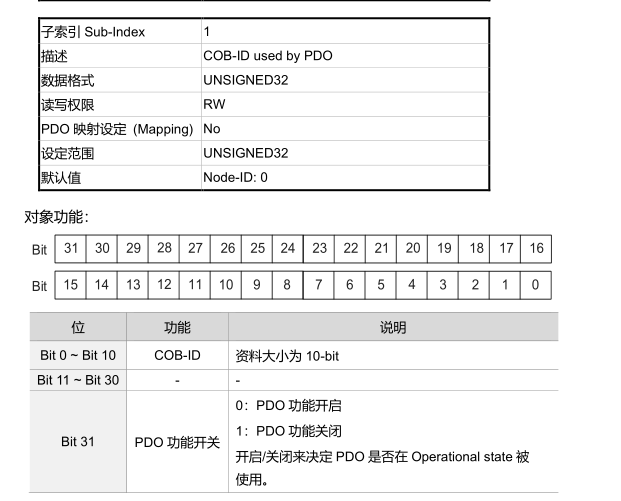 子索引 Sub-Index 1
描述 COB-ID used by PDO
数据格式 UNSIGNED32
读写权限 RW
PDO 映射设定 (Mapping) No
设定范围 UNSIGNED32
默认值 Node-ID: 0
对象功能：
Bit 31 30 29 28 27 26 25 24 23 22 21 20 19 18 17 16
Bit 15 14 13 12 11 10 9 8 7 6 5 4 3 2 1 0
位 功能 说明
Bit 0 ~ Bit 10 COB-ID 资料大小为 10-bit
Bit 11 ~ Bit 30 - -
Bit 31 PDO 功能开关 0：PDO 功能开启
1：PDO 功能关闭
开启/关闭来决定 PDO 是否在 Operational state 被
使用。